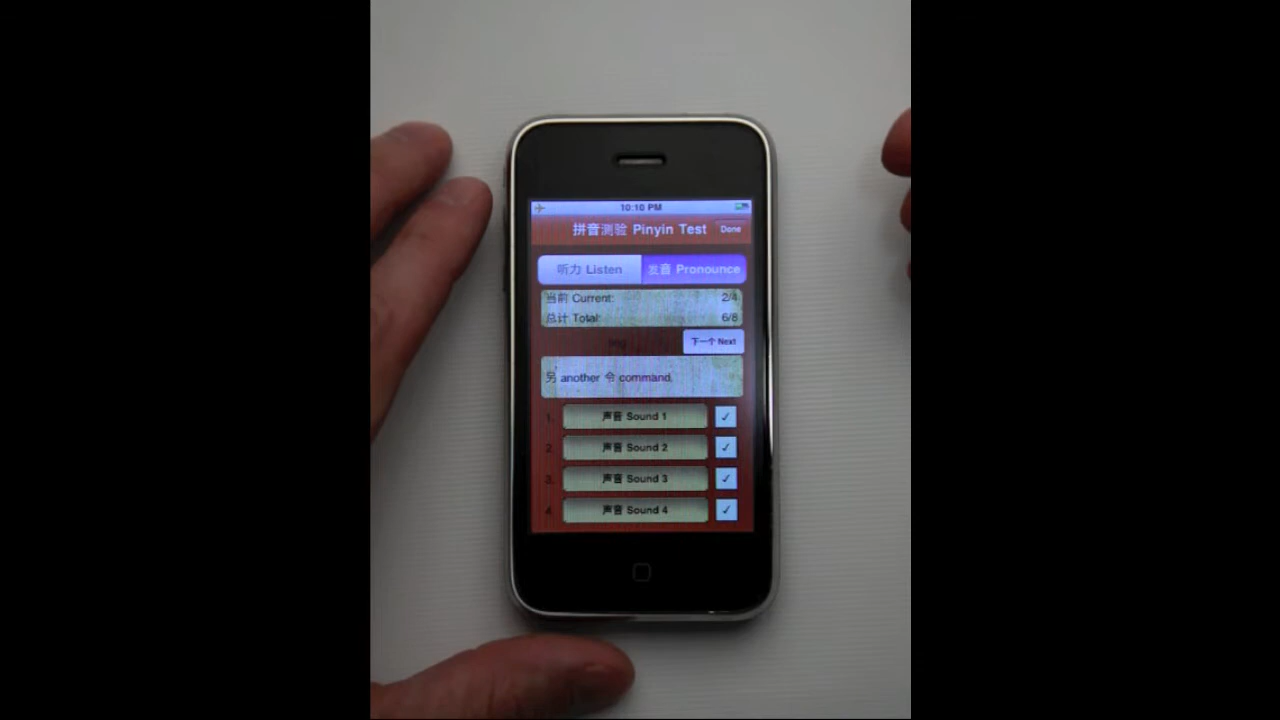 10:10 PM
拼音测验 Pinyin Test Done
听力 Listen 发音 Pronounce
当前 Current: 2/4
总计 Total: 6/8
ling 下一个 Next
另 another 令 command,
1. 声音 Sound 1 ✓
2. 声音 Sound 2 ✓
3. 声音 Sound 3 ✓
4. 声音 Sound 4 ✓